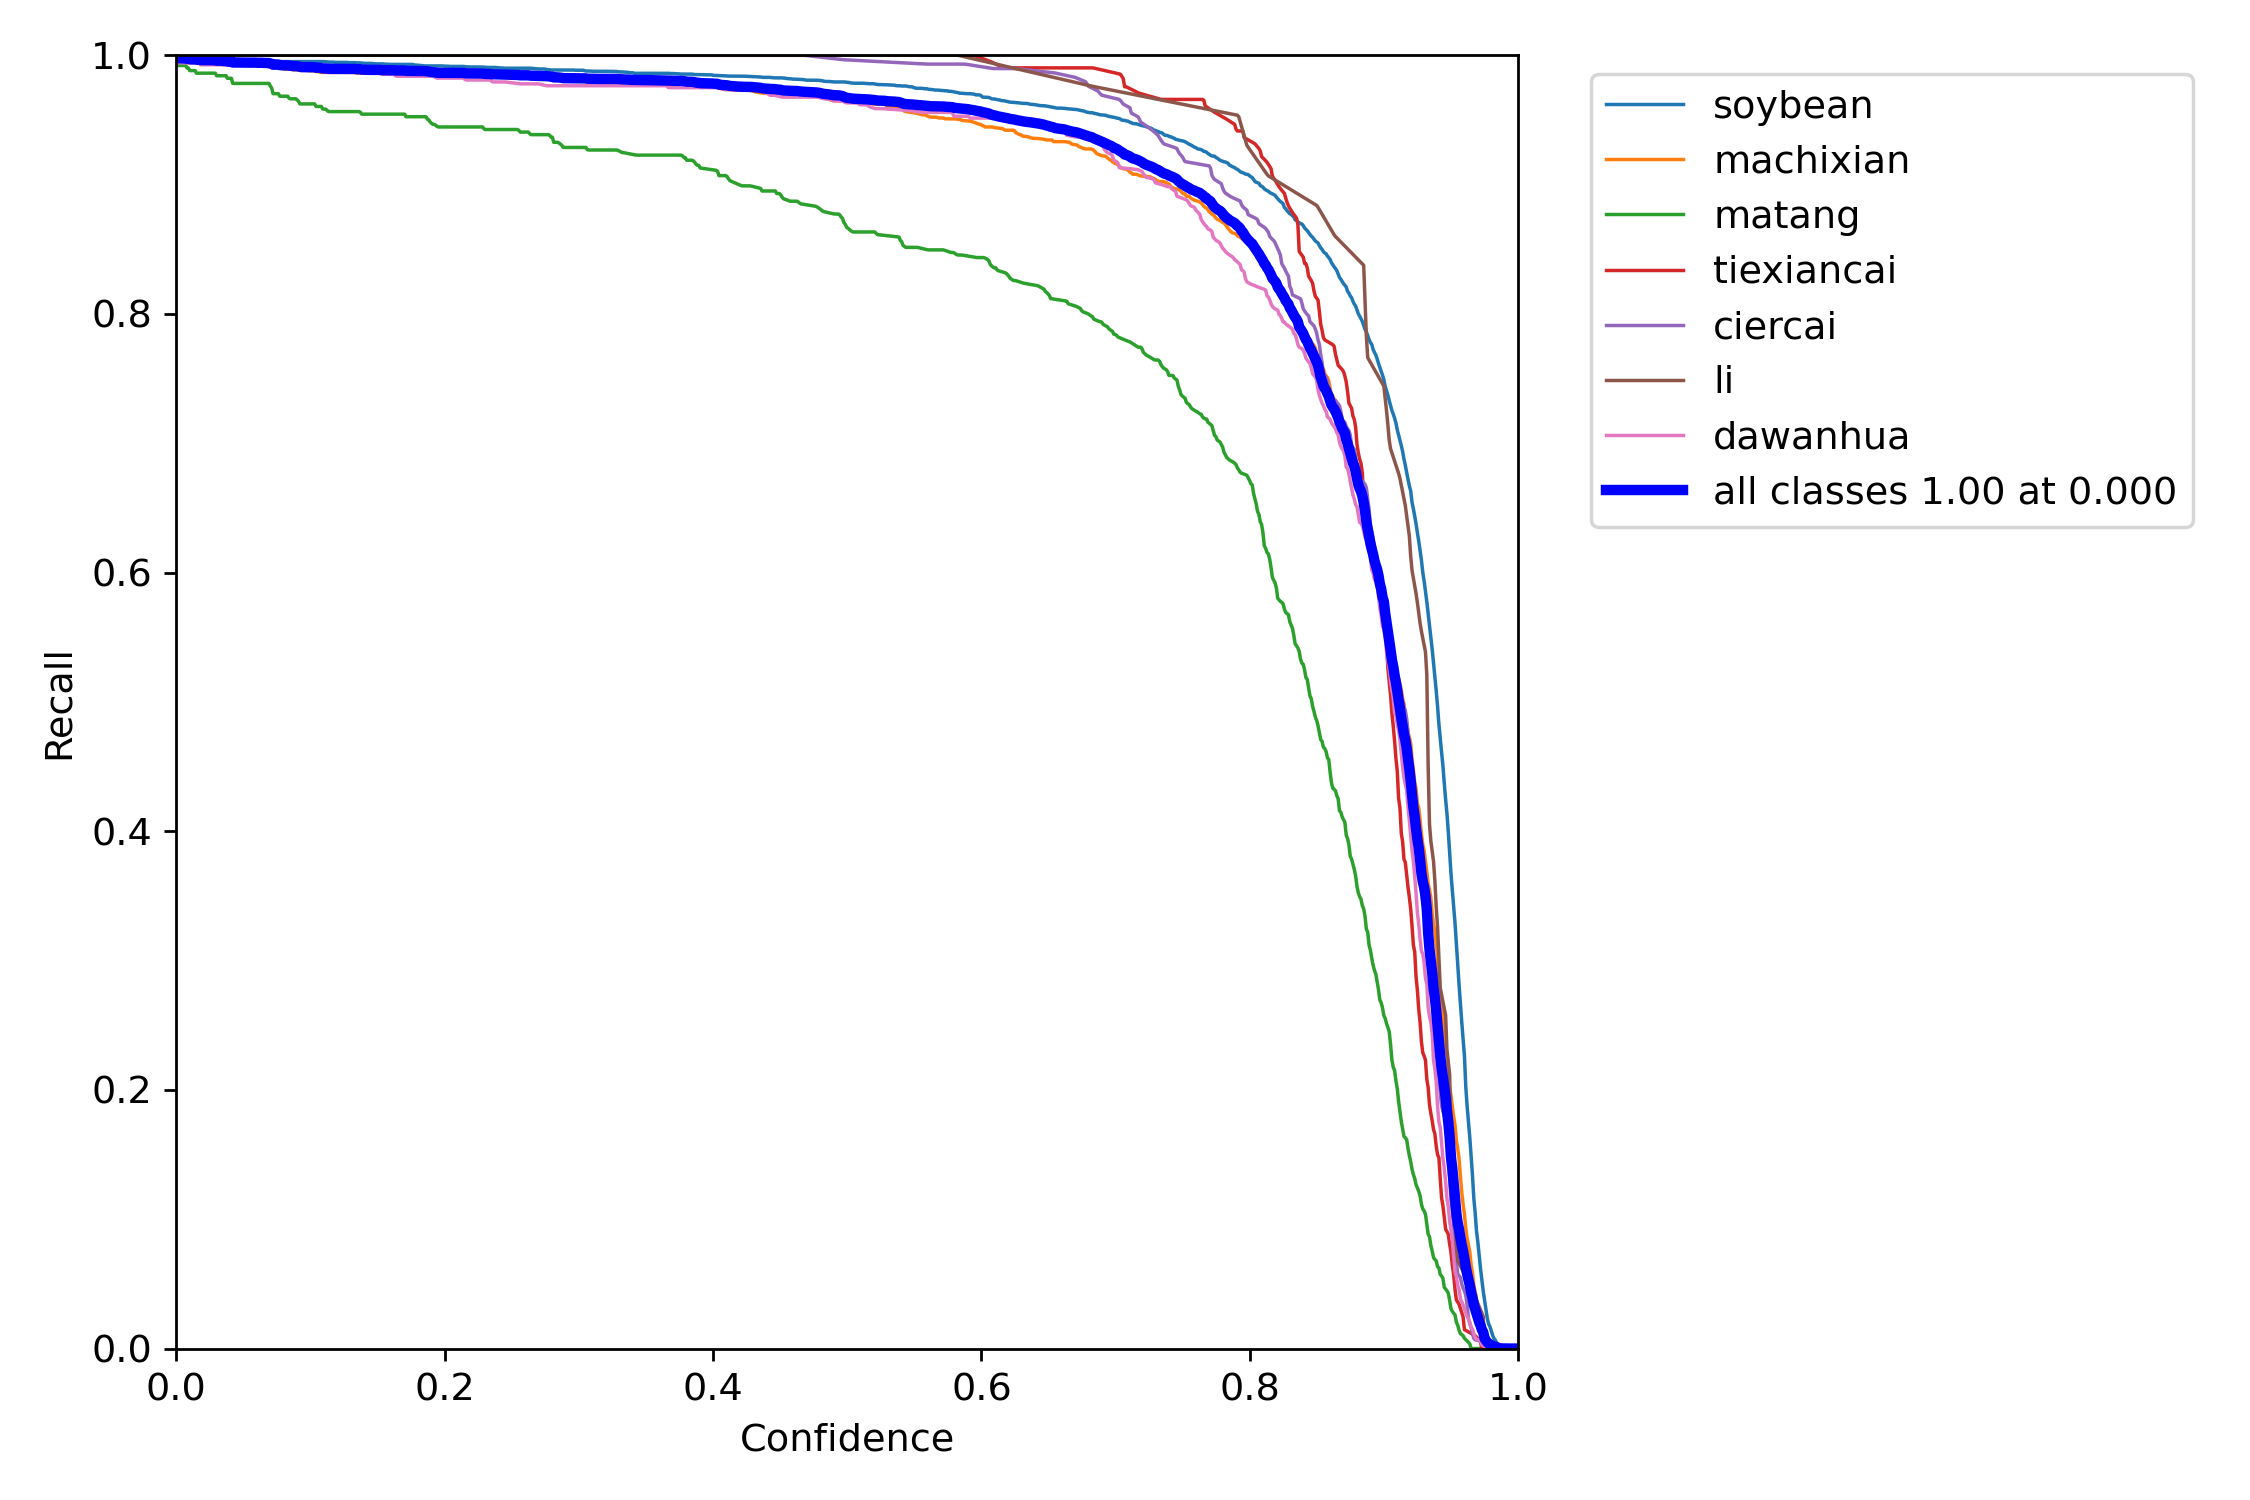 1.0
0.8
0.6
0.4
0.2
0.0
0.0 0.2 0.4 0.6 0.8 1.0
Recall
Confidence
soybean
machixian
matang
tiexiancai
ciercai
li
dawanhua
all classes 1.00 at 0.000